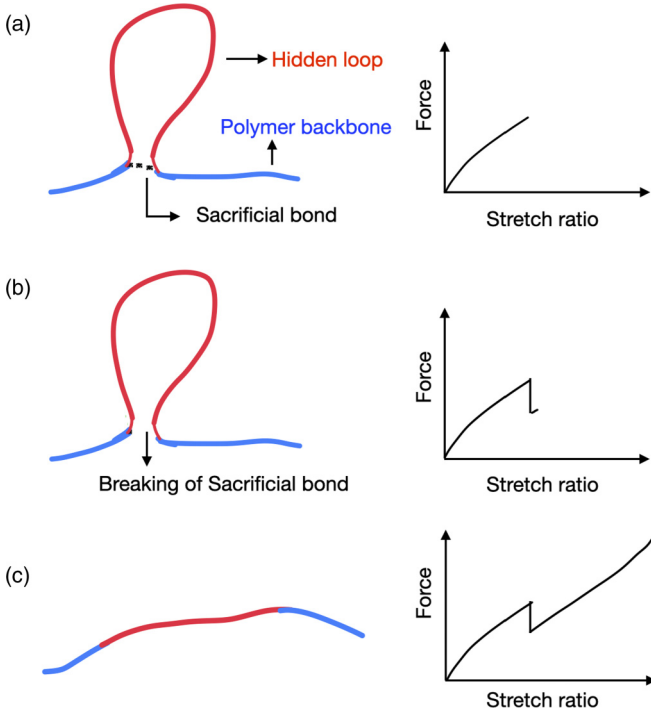 (a)
Hidden loop
Polymer backbone
Sacrificial bond
Force
Stretch ratio
(b)
Breaking of Sacrificial bond
Force
Stretch ratio
(c)
Force
Stretch ratio